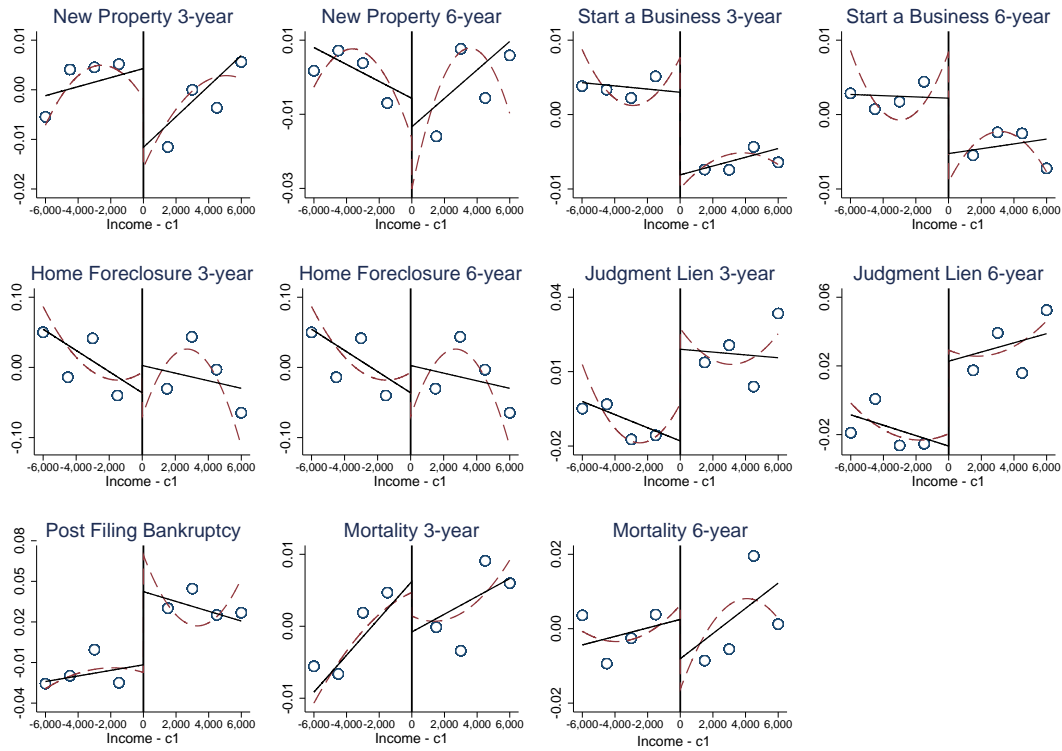 New Property 3-year
0.01
0.00
-0.01
-0.02
-6,000 -4,000 -2,000 0 2,000 4,000 6,000
Income - c1
New Property 6-year
0.01
-0.01
-0.03
-6,000 -4,000 -2,000 0 2,000 4,000 6,000
Income - c1
Start a Business 3-year
0.01
0.00
-0.01
-6,000 -4,000 -2,000 0 2,000 4,000 6,000
Income - c1
Start a Business 6-year
0.01
0.00
-0.01
-6,000 -4,000 -2,000 0 2,000 4,000 6,000
Income - c1
Home Foreclosure 3-year
0.10
0.00
-0.10
-6,000 -4,000 -2,000 0 2,000 4,000 6,000
Income - c1
Home Foreclosure 6-year
0.10
0.00
-0.10
-6,000 -4,000 -2,000 0 2,000 4,000 6,000
Income - c1
Judgment Lien 3-year
0.04
0.01
-0.02
-6,000 -4,000 -2,000 0 2,000 4,000 6,000
Income - c1
Judgment Lien 6-year
0.06
0.02
-0.02
-6,000 -4,000 -2,000 0 2,000 4,000 6,000
Income - c1
Post Filing Bankruptcy
0.08
0.05
0.02
-0.01
-0.04
-6,000 -4,000 -2,000 0 2,000 4,000 6,000
Income - c1
Mortality 3-year
0.01
0.00
-0.01
-6,000 -4,000 -2,000 0 2,000 4,000 6,000
Income - c1
Mortality 6-year
0.02
0.00
-0.02
-6,000 -4,000 -2,000 0 2,000 4,000 6,000
Income - c1